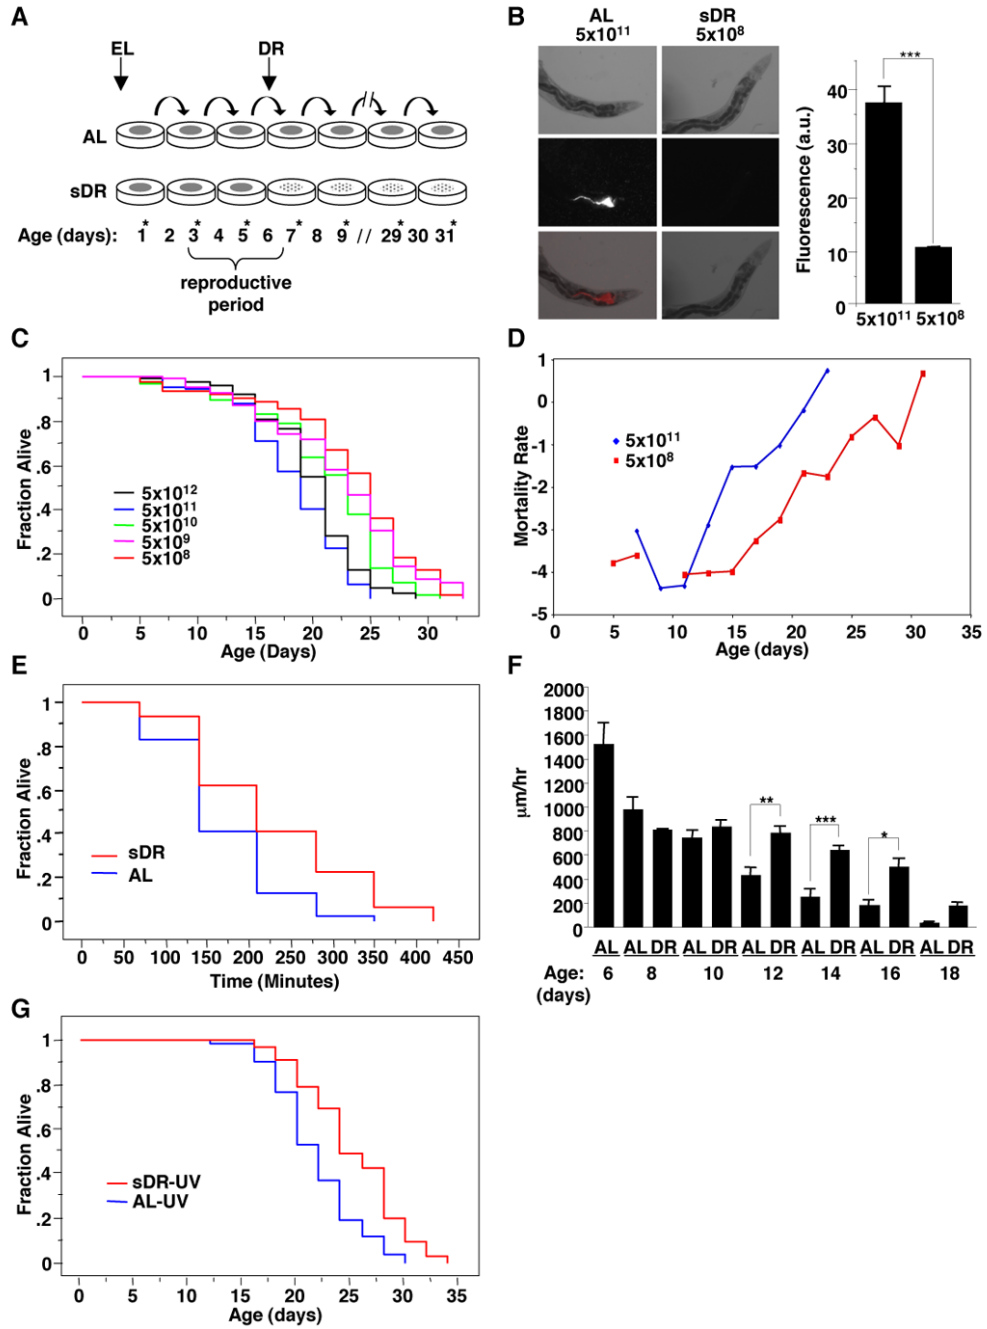 A
EL
DR
AL
sDR
Age (days): 1* 2 3* 4 5* 6 7* 8 9* // 29* 30 31*
reproductive
period
B
AL
5x10¹¹
sDR
5x10⁸
***
Fluorescence (a.u.)
40
30
20
10
0
5x10¹¹ 5x10⁸
C
Fraction Alive
1
.8
.6
.4
.2
0
5x10¹²
5x10¹¹
5x10¹⁰
5x10⁹
5x10⁸
0 5 10 15 20 25 30
Age (Days)
D
Mortality Rate
1
0
-1
-2
-3
-4
-5
5x10¹¹
5x10⁸
0 5 10 15 20 25 30 35
Age (days)
E
Fraction Alive
1
.8
.6
.4
.2
0
sDR
AL
0 50 100 150 200 250 300 350 400 450
Time (Minutes)
F
µm/hr
2000
1800
1600
1400
1200
1000
800
600
400
200
0
**
***
*
AL AL DR AL DR AL DR AL DR AL DR AL DR
Age: 6 8 10 12 14 16 18
(days)
G
Fraction Alive
1
.8
.6
.4
.2
0
sDR-UV
AL-UV
0 5 10 15 20 25 30 35
Age (days)